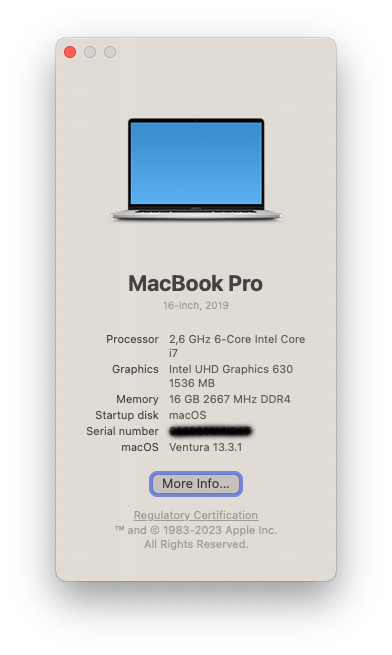 MacBook Pro
16-inch, 2019
Processor 2,6 GHz 6-Core Intel Core
i7
Graphics Intel UHD Graphics 630
1536 MB
Memory 16 GB 2667 MHz DDR4
Startup disk macOS
Serial number
macOS Ventura 13.3.1
More Info...
Regulatory Certification
™ and © 1983-2023 Apple Inc.
All Rights Reserved.